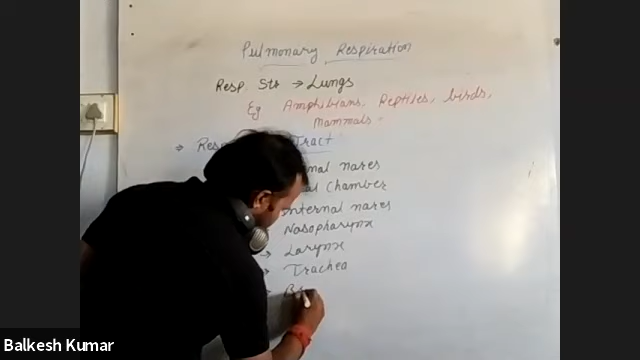 Pulmonary Respiration
Resp. Str → Lungs
Eg Amphibians, Reptiles, birds,
Mammals.
⇒ Tract
nares
Chamber
Internal nares
Nasopharynx
→ Larynx
→ Trachea
Balkesh Kumar